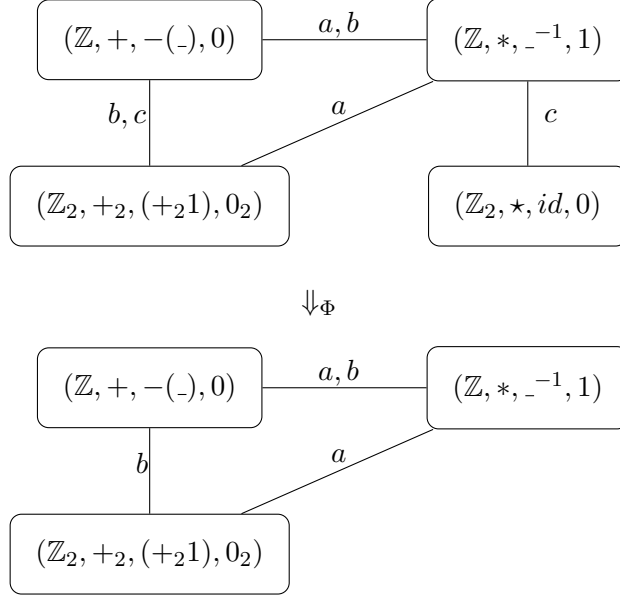 (ℤ, +, −(_), 0) a, b (ℤ, ∗, _⁻¹, 1)
b, c a c
(ℤ₂, +₂, (+₂1), 0₂) (ℤ₂, ⋆, id, 0)
⇓Φ
(ℤ, +, −(_), 0) a, b (ℤ, ∗, _⁻¹, 1)
b a
(ℤ₂, +₂, (+₂1), 0₂)